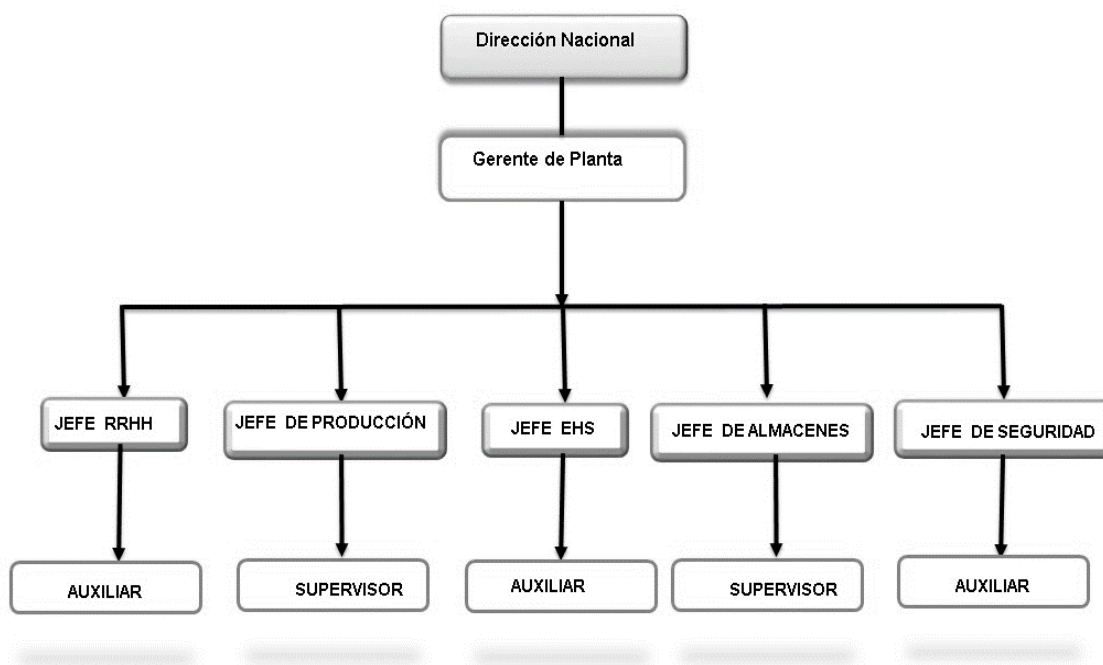 Dirección Nacional
Gerente de Planta
JEFE RRHH
JEFE DE PRODUCCIÓN
JEFE EHS
JEFE DE ALMACENES
JEFE DE SEGURIDAD
AUXILIAR
SUPERVISOR
AUXILIAR
SUPERVISOR
AUXILIAR